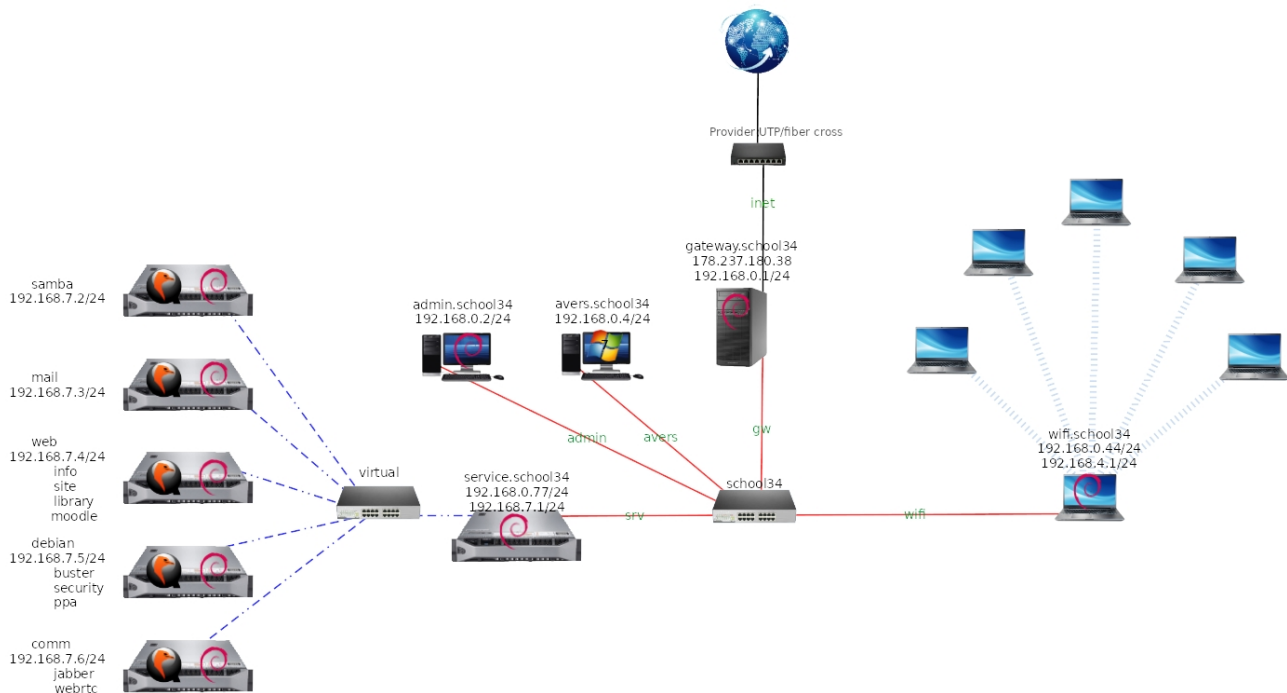 Provider UTP/fiber cross
inet
gateway.school34
178.237.180.38
192.168.0.1/24
samba
192.168.7.2/24
admin.school34
192.168.0.2/24
avers.school34
192.168.0.4/24
mail
192.168.7.3/24
web
192.168.7.4/24
info
site
library
moodle
admin
avers
gw
wifi.school34
192.168.0.44/24
192.168.4.1/24
virtual
service.school34
192.168.0.77/24
192.168.7.1/24
school34
srv
wifi
debian
192.168.7.5/24
buster
security
ppa
comm
192.168.7.6/24
jabber
webrtc